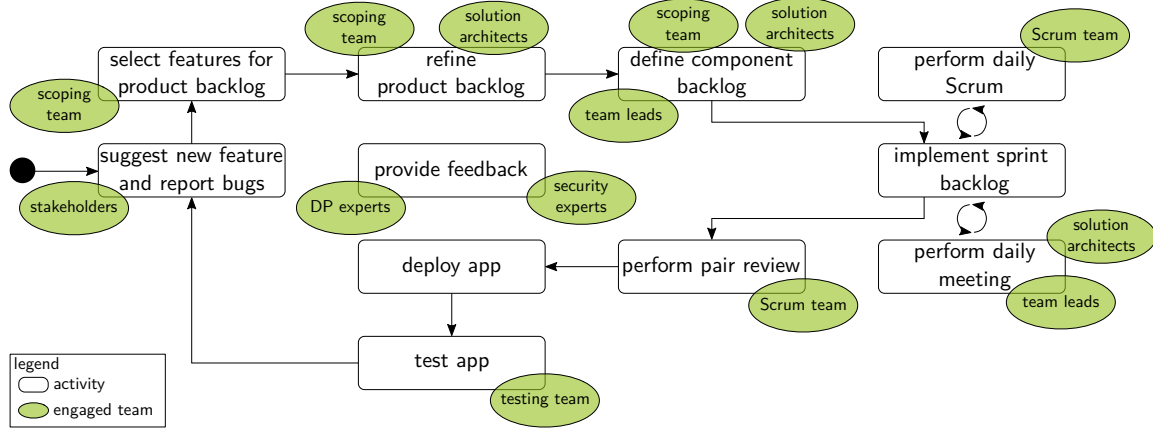 scoping
team
solution
architects
scoping
team
solution
architects
Scrum team
select features for
product backlog
refine
product backlog
define component
backlog
perform daily
Scrum
scoping
team
team leads
suggest new feature
and report bugs
provide feedback
implement sprint
backlog
stakeholders
DP experts
security
experts
solution
architects
deploy app
perform pair review
perform daily
meeting
Scrum team
team leads
test app
testing team
legend
activity
engaged team